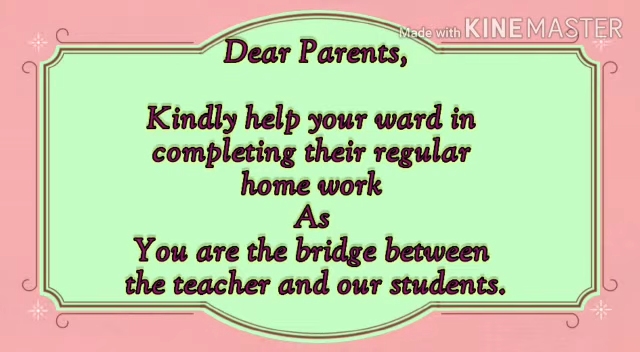 Made with KINEMASTER
Dear Parents,
Kindly help your ward in
completing their regular
home work
As
You are the bridge between
the teacher and our students.